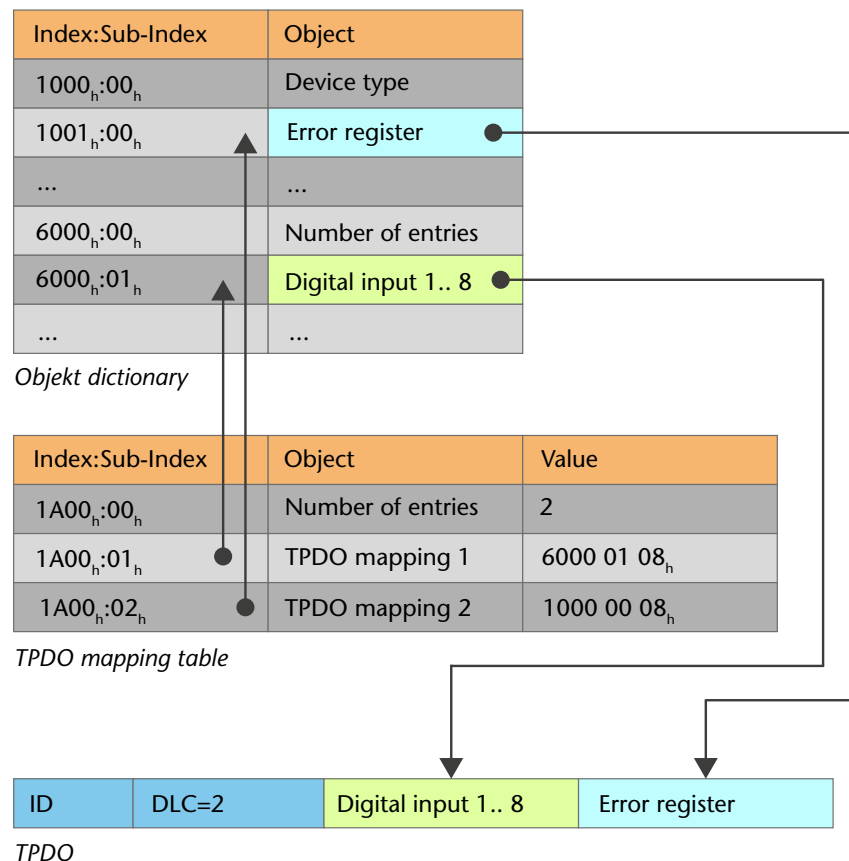 Index:Sub-Index Object
1000h:00h Device type
1001h:00h Error register
... ...
6000h:00h Number of entries
6000h:01h Digital input 1.. 8
... ...
Objekt dictionary
Index:Sub-Index Object Value
1A00h:00h Number of entries 2
1A00h:01h TPDO mapping 1 6000 01 08h
1A00h:02h TPDO mapping 2 1000 00 08h
TPDO mapping table
ID DLC=2 Digital input 1.. 8 Error register
TPDO